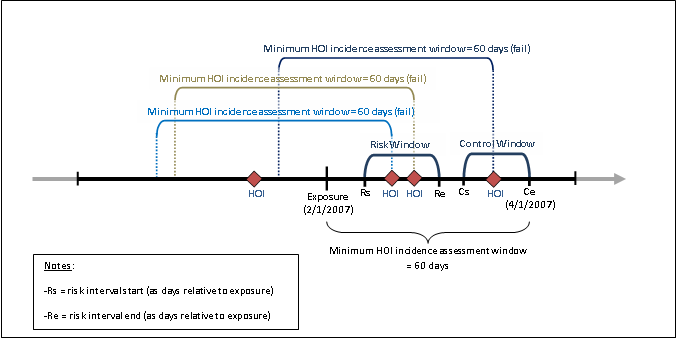 Minimum HOI incidence assessment window = 60 days (fail)
Minimum HOI incidence assessment window = 60 days (fail)
Minimum HOI incidence assessment window = 60 days (fail)
Risk Window
Control Window
HOI
Exposure
(2/1/2007)
Rs
HOI
HOI
Re
Cs
HOI
Ce
(4/1/2007)
Minimum HOI incidence assessment window
= 60 days
Notes:
-Rs = risk interval start (as days relative to exposure)
-Re = risk interval end (as days relative to exposure)